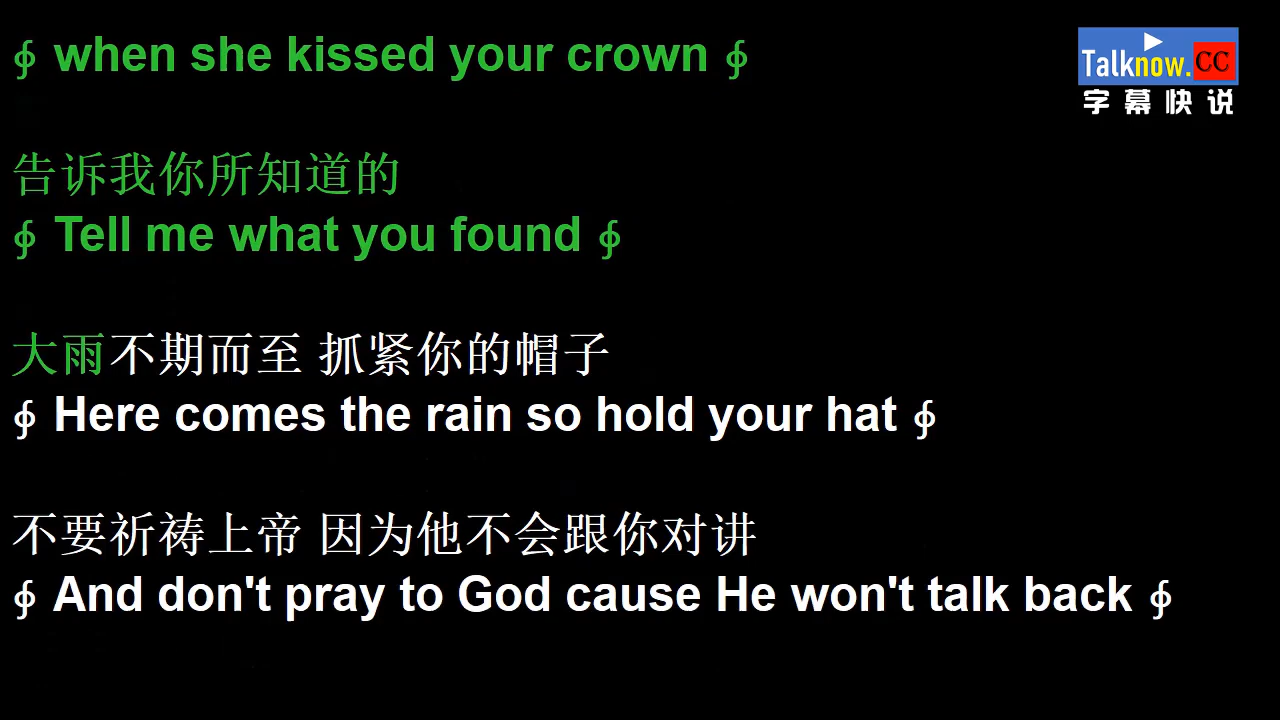 ∮ when she kissed your crown ∮
Talknow.CC
字幕快说
告诉我你所知道的
∮ Tell me what you found ∮
大雨不期而至 抓紧你的帽子
∮ Here comes the rain so hold your hat ∮
不要祈祷上帝 因为他不会跟你对讲
∮ And don't pray to God cause He won't talk back ∮